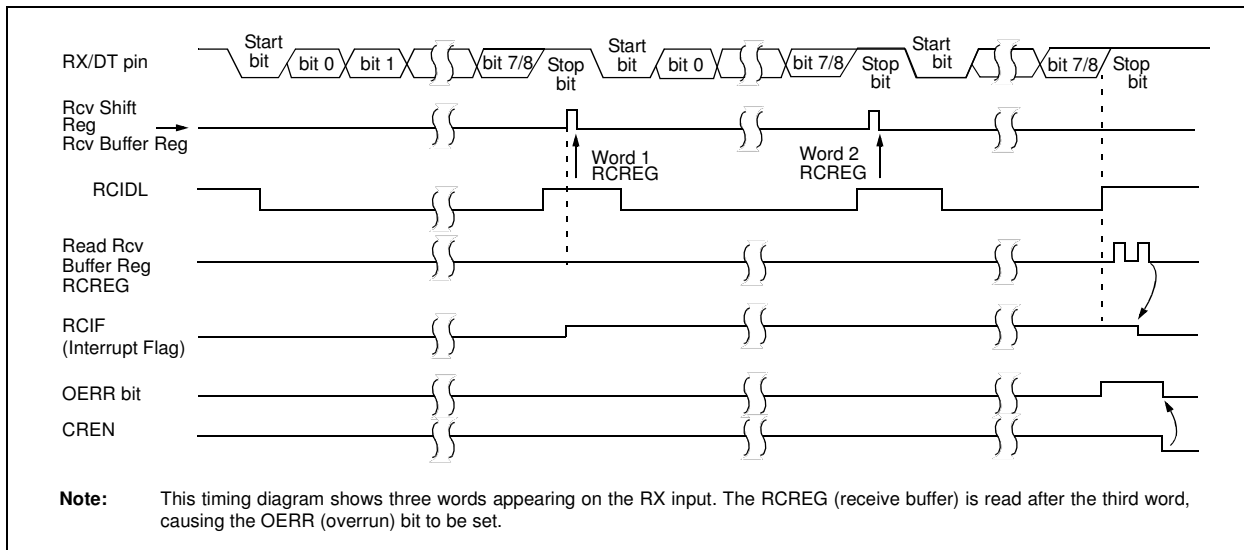 RX/DT pin
Start
bit
bit 0
bit 1
bit 7/8
Stop
bit
Start
bit
bit 0
bit 7/8
Stop
bit
Start
bit
bit 7/8
Stop
bit
Rcv Shift
Reg
Rcv Buffer Reg
Word 1
RCREG
Word 2
RCREG
RCIDL
Read Rcv
Buffer Reg
RCREG
RCIF
(Interrupt Flag)
OERR bit
CREN
Note: This timing diagram shows three words appearing on the RX input. The RCREG (receive buffer) is read after the third word,
causing the OERR (overrun) bit to be set.